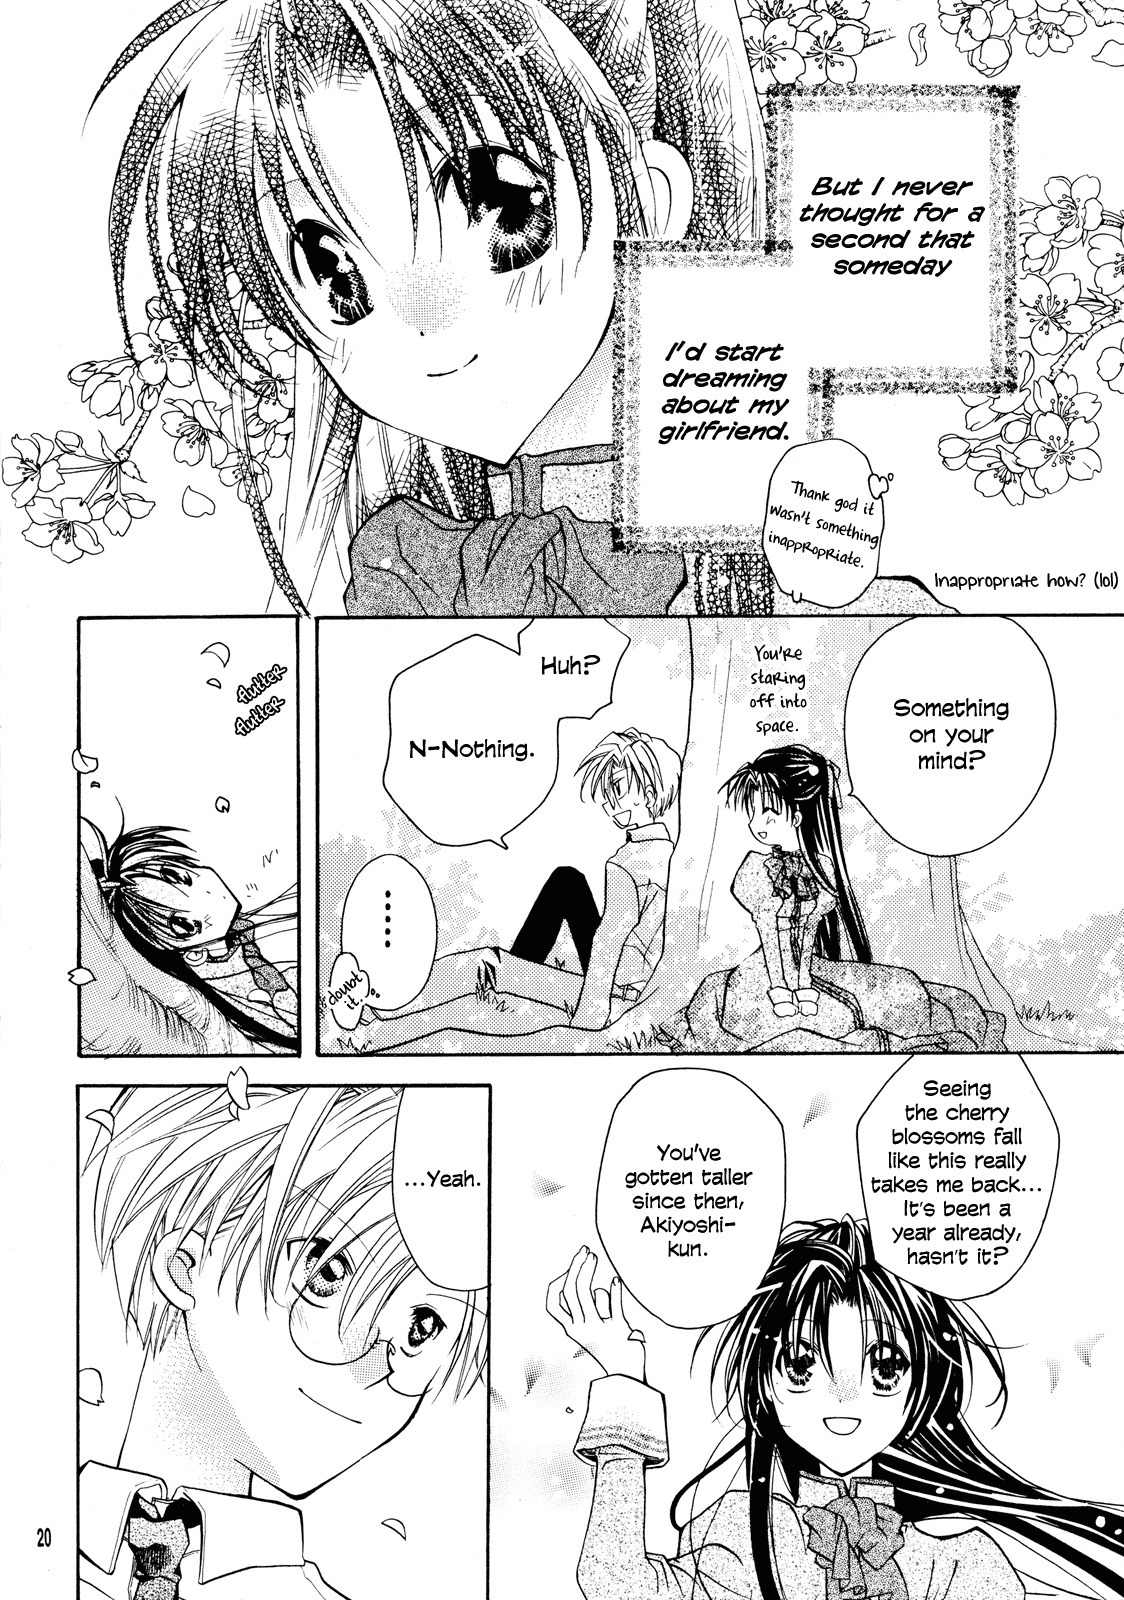 But I never
thought for a
second that
someday
I'd start
dreaming
about my
girlfriend.
Thank god it
wasn't something
inappropriate.
Inappropriate how? (lol)
Something
on your
mind?
You're
staring
off into
space.
Huh?
N-Nothing.
......
doubt
it...
flutter
flutter
Seeing
the cherry
blossoms fall
like this really
takes me back...
It's been a
year already,
hasn't it?
You've
gotten taller
since then,
Akiyoshi-
kun.
...Yeah.
20